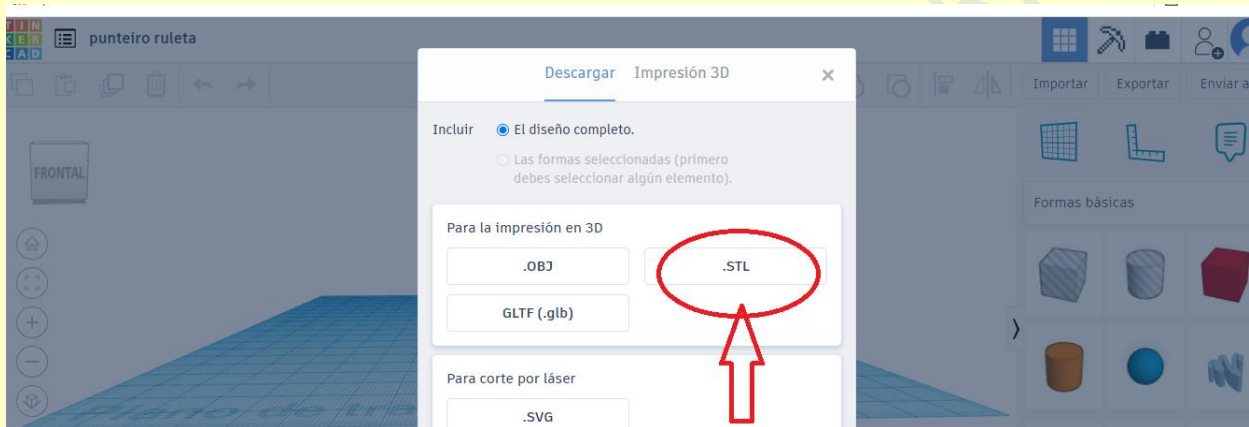 TIN
KER
CAD
punteiro ruleta
Descargar Impresión 3D
Importar Exportar Enviar a
Incluir El diseño completo.
Las formas seleccionadas (primero
debes seleccionar algún elemento).
FRONTAL
Formas básicas
Para la impresión en 3D
.OBJ .STL
GLTF (.glb)
Para corte por láser
.SVG